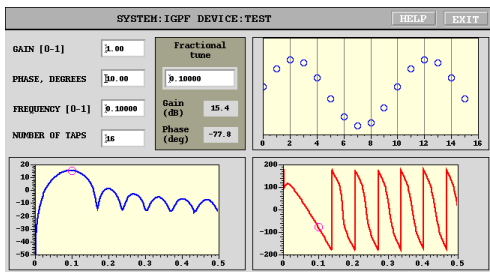 SYSTEM:IGPF DEVICE:TEST
HELP
EXIT
GAIN [0-1]
1.00
PHASE, DEGREES
10.00
FREQUENCY [0-1]
0.10000
NUMBER OF TAPS
16
Fractional
tune
0.10000
Gain
(dB)
15.4
Phase
(deg)
-77.8
0 2 4 6 8 10 12 14 16
20
10
0
-10
-20
-30
-40
-50
0 0.1 0.2 0.3 0.4 0.5
200
100
0
-100
-200
0 0.1 0.2 0.3 0.4 0.5